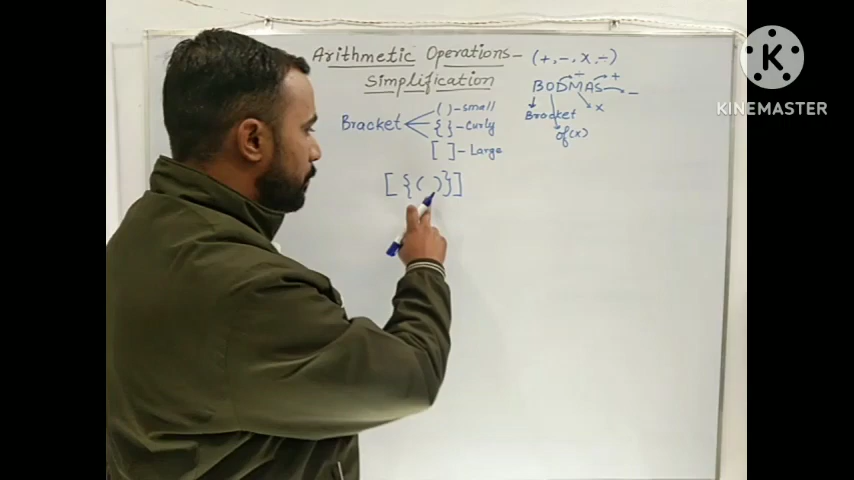 Arithmetic Operations - (+, -, ×, ÷)
Simplification
BODMAS
÷
+
-
×
Bracket
of(×)
Bracket
( ) - Small
{ } - Curly
[ ] - Large
[ { ( ) } ]
K
KINEMASTER